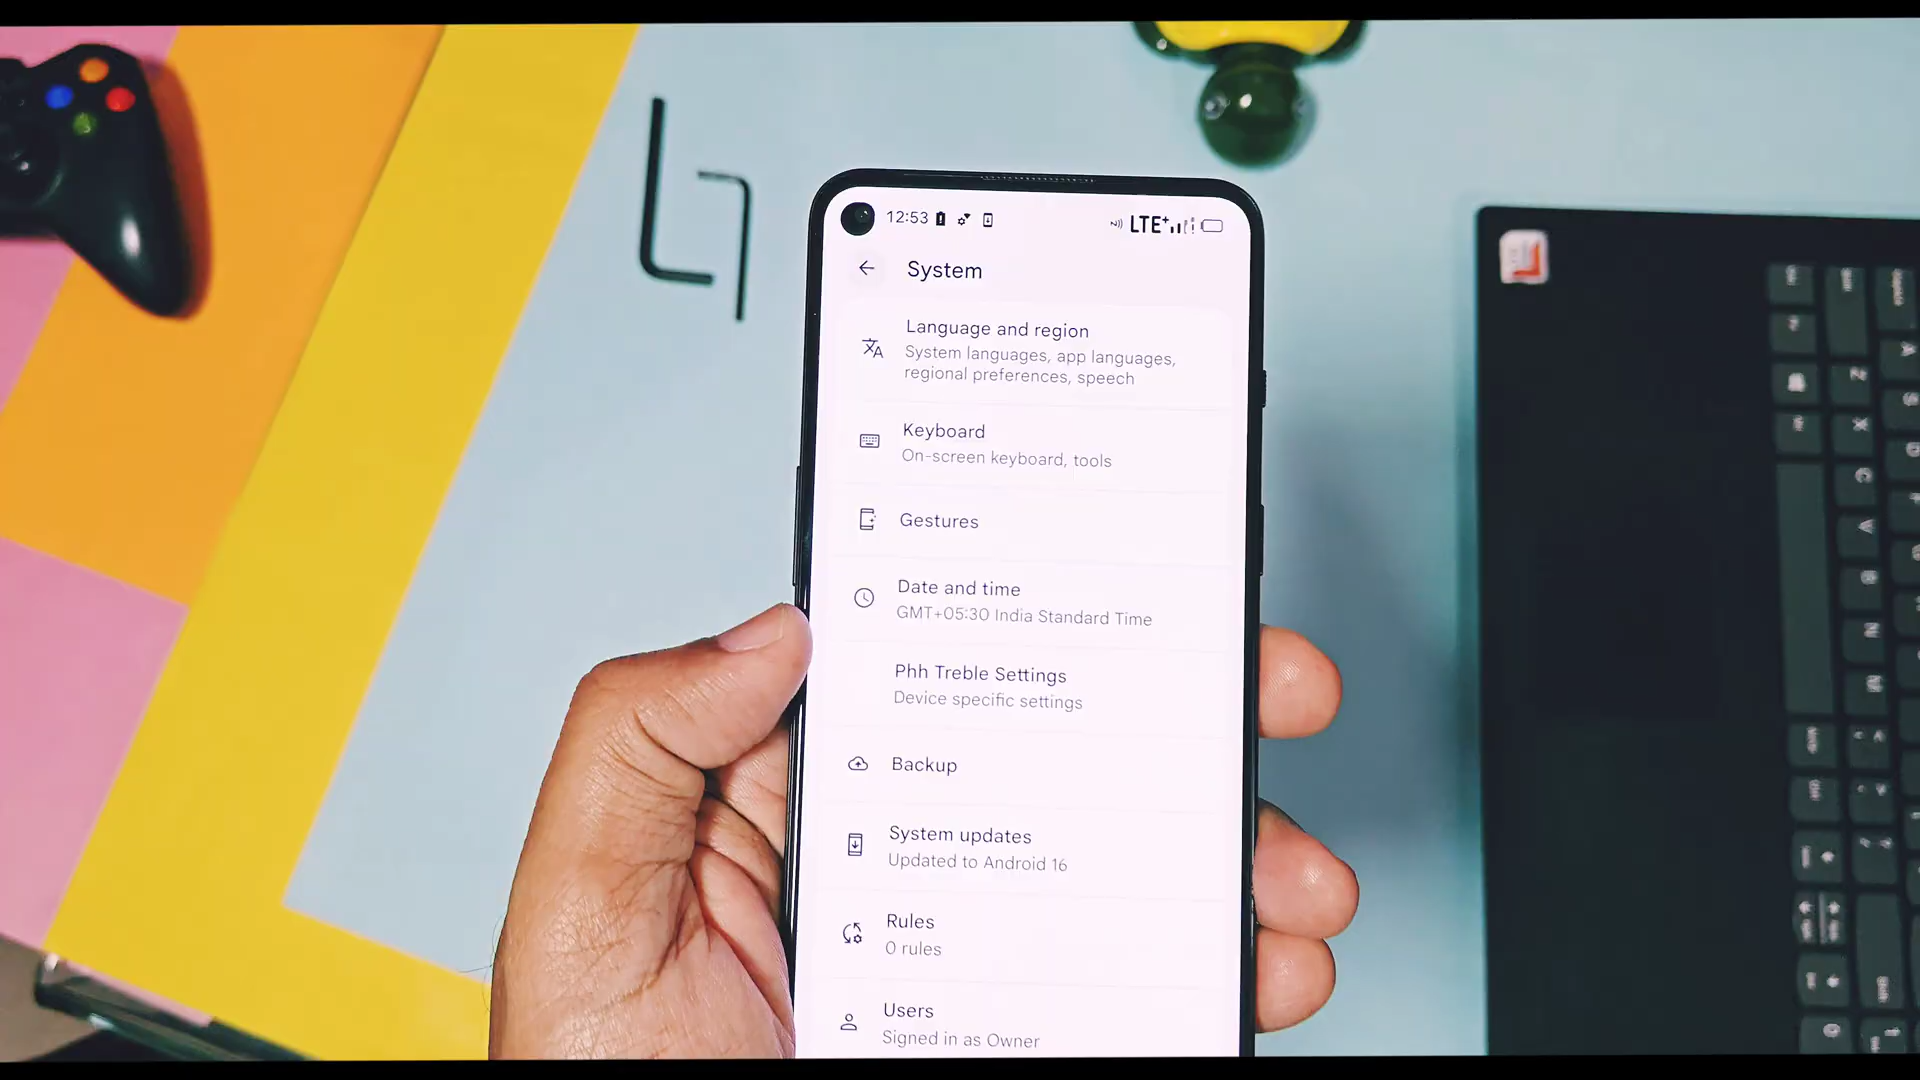 12:53
LTE+
System
Language and region
System languages, app languages,
regional preferences, speech
Keyboard
On-screen keyboard, tools
Gestures
Date and time
GMT+05:30 India Standard Time
Phh Treble Settings
Device specific settings
Backup
System updates
Updated to Android 16
Rules
0 rules
Users
Signed in as Owner
Z
X
C
V
B
N
M
A
S
D